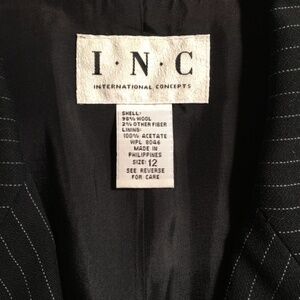 I·N·C
INTERNATIONAL CONCEPTS
SHELL:
98% WOOL
2% OTHER FIBER
LINING:
100% ACETATE
WPL 8066
MADE IN
PHILIPPINES
SIZE: 12
SEE REVERSE
FOR CARE